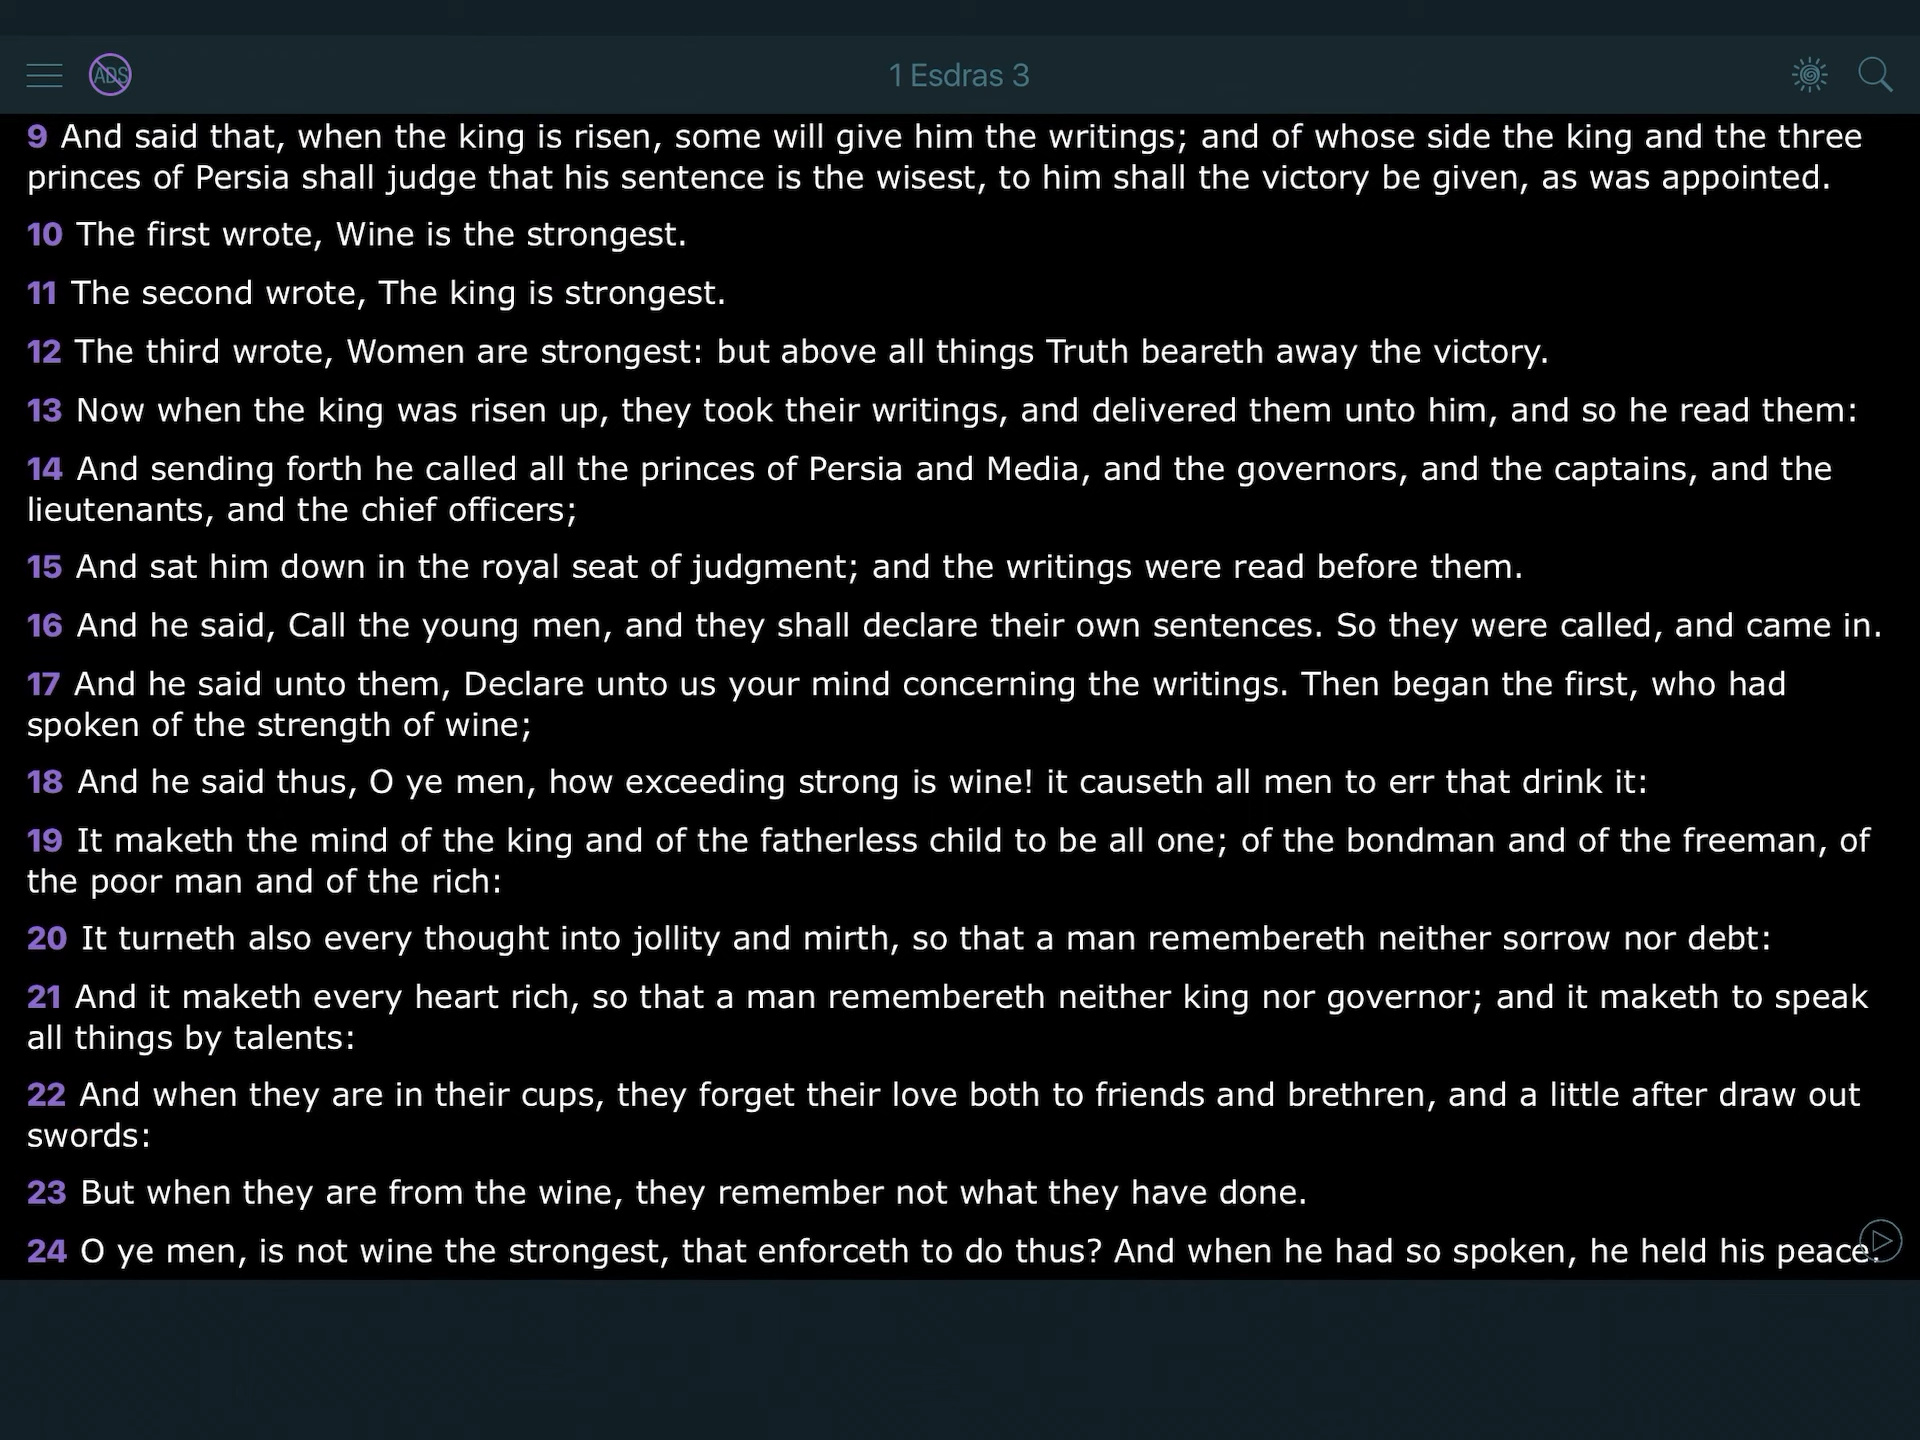 ADS
1 Esdras 3
9 And said that, when the king is risen, some will give him the writings; and of whose side the king and the three
princes of Persia shall judge that his sentence is the wisest, to him shall the victory be given, as was appointed.
10 The first wrote, Wine is the strongest.
11 The second wrote, The king is strongest.
12 The third wrote, Women are strongest: but above all things Truth beareth away the victory.
13 Now when the king was risen up, they took their writings, and delivered them unto him, and so he read them:
14 And sending forth he called all the princes of Persia and Media, and the governors, and the captains, and the
lieutenants, and the chief officers;
15 And sat him down in the royal seat of judgment; and the writings were read before them.
16 And he said, Call the young men, and they shall declare their own sentences. So they were called, and came in.
17 And he said unto them, Declare unto us your mind concerning the writings. Then began the first, who had
spoken of the strength of wine;
18 And he said thus, O ye men, how exceeding strong is wine! it causeth all men to err that drink it:
19 It maketh the mind of the king and of the fatherless child to be all one; of the bondman and of the freeman, of
the poor man and of the rich:
20 It turneth also every thought into jollity and mirth, so that a man remembereth neither sorrow nor debt:
21 And it maketh every heart rich, so that a man remembereth neither king nor governor; and it maketh to speak
all things by talents:
22 And when they are in their cups, they forget their love both to friends and brethren, and a little after draw out
swords:
23 But when they are from the wine, they remember not what they have done.
24 O ye men, is not wine the strongest, that enforceth to do thus? And when he had so spoken, he held his peace.